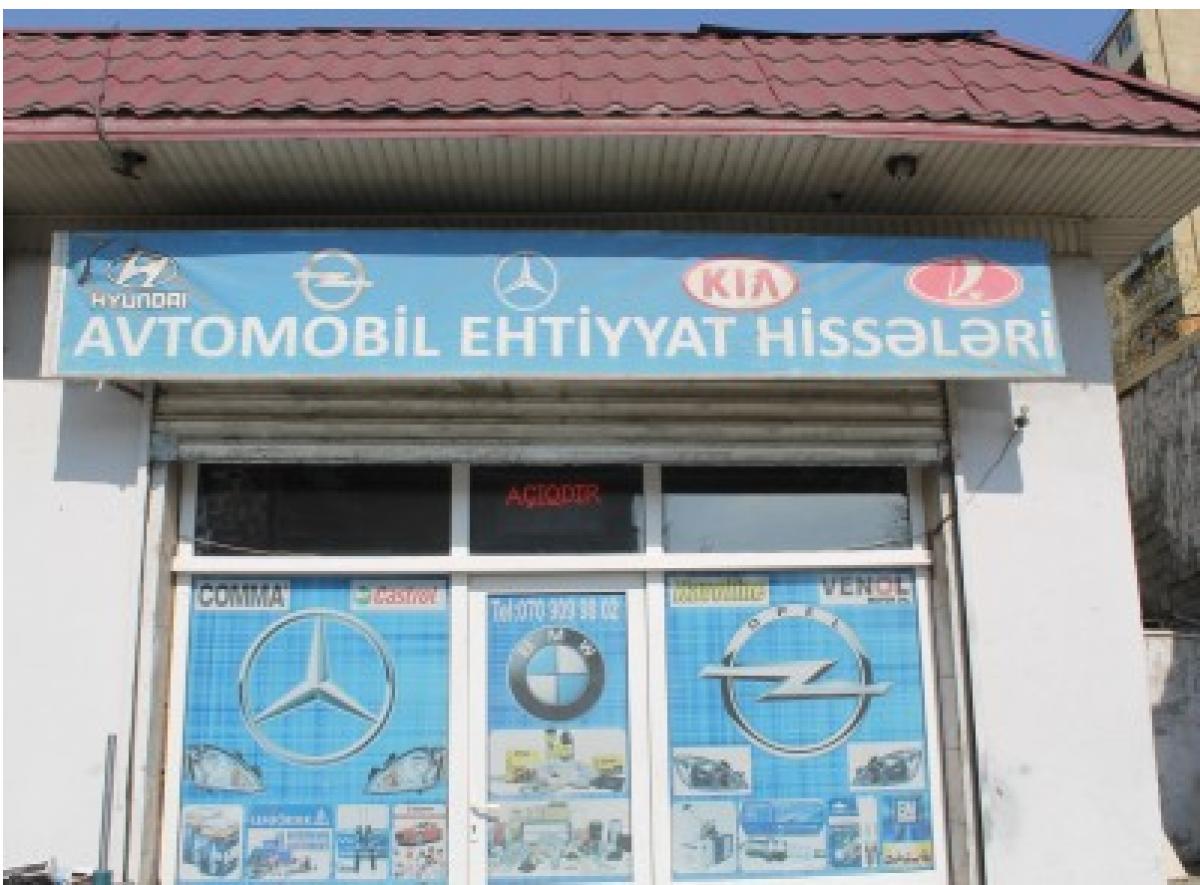 HYUNDAI
KIA
AVTOMOBİL EHTİYYAT HİSSƏLƏRİ
AÇIQDIR
COMMA
Castrol
Tel:070 909 98 02
BMW
VENOL
OPEL